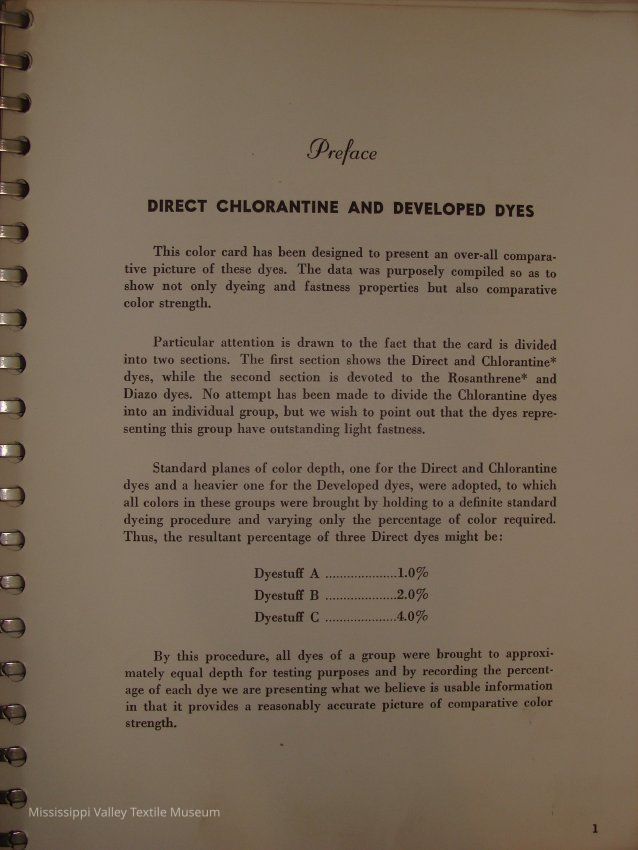 Preface
DIRECT CHLORANTINE AND DEVELOPED DYES
This color card has been designed to present an over-all compara-
tive picture of these dyes. The data was purposely compiled so as to
show not only dyeing and fastness properties but also comparative
color strength.
Particular attention is drawn to the fact that the card is divided
into two sections. The first section shows the Direct and Chlorantine*
dyes, while the second section is devoted to the Rosanthrene* and
Diazo dyes. No attempt has been made to divide the Chlorantine dyes
into an individual group, but we wish to point out that the dyes repre-
senting this group have outstanding light fastness.
Standard planes of color depth, one for the Direct and Chlorantine
dyes and a heavier one for the Developed dyes, were adopted, to which
all colors in these groups were brought by holding to a definite standard
dyeing procedure and varying only the percentage of color required.
Thus, the resultant percentage of three Direct dyes might be:
Dyestuff A ....................1.0%
Dyestuff B ....................2.0%
Dyestuff C ....................4.0%
By this procedure, all dyes of a group were brought to approxi-
mately equal depth for testing purposes and by recording the percent-
age of each dye we are presenting what we believe is usable information
in that it provides a reasonably accurate picture of comparative color
strength.
Mississippi Valley Textile Museum
1